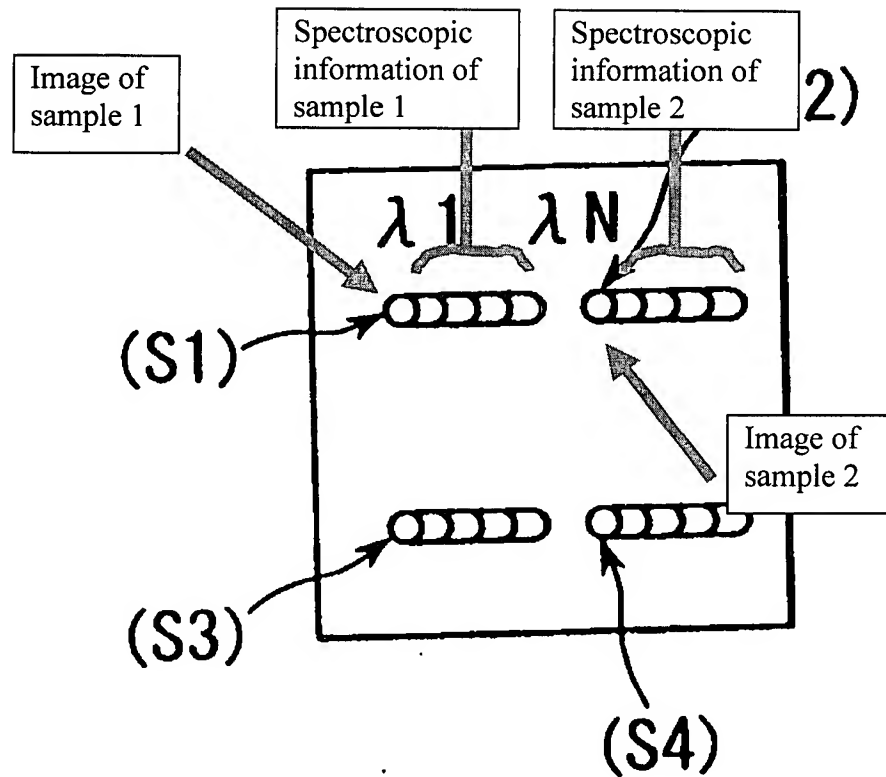 Image of
sample 1
Spectroscopic
information of
sample 1
Spectroscopic
information of
sample 2
2)
λ1
λN
(S1)
Image of
sample 2
(S3)
(S4)